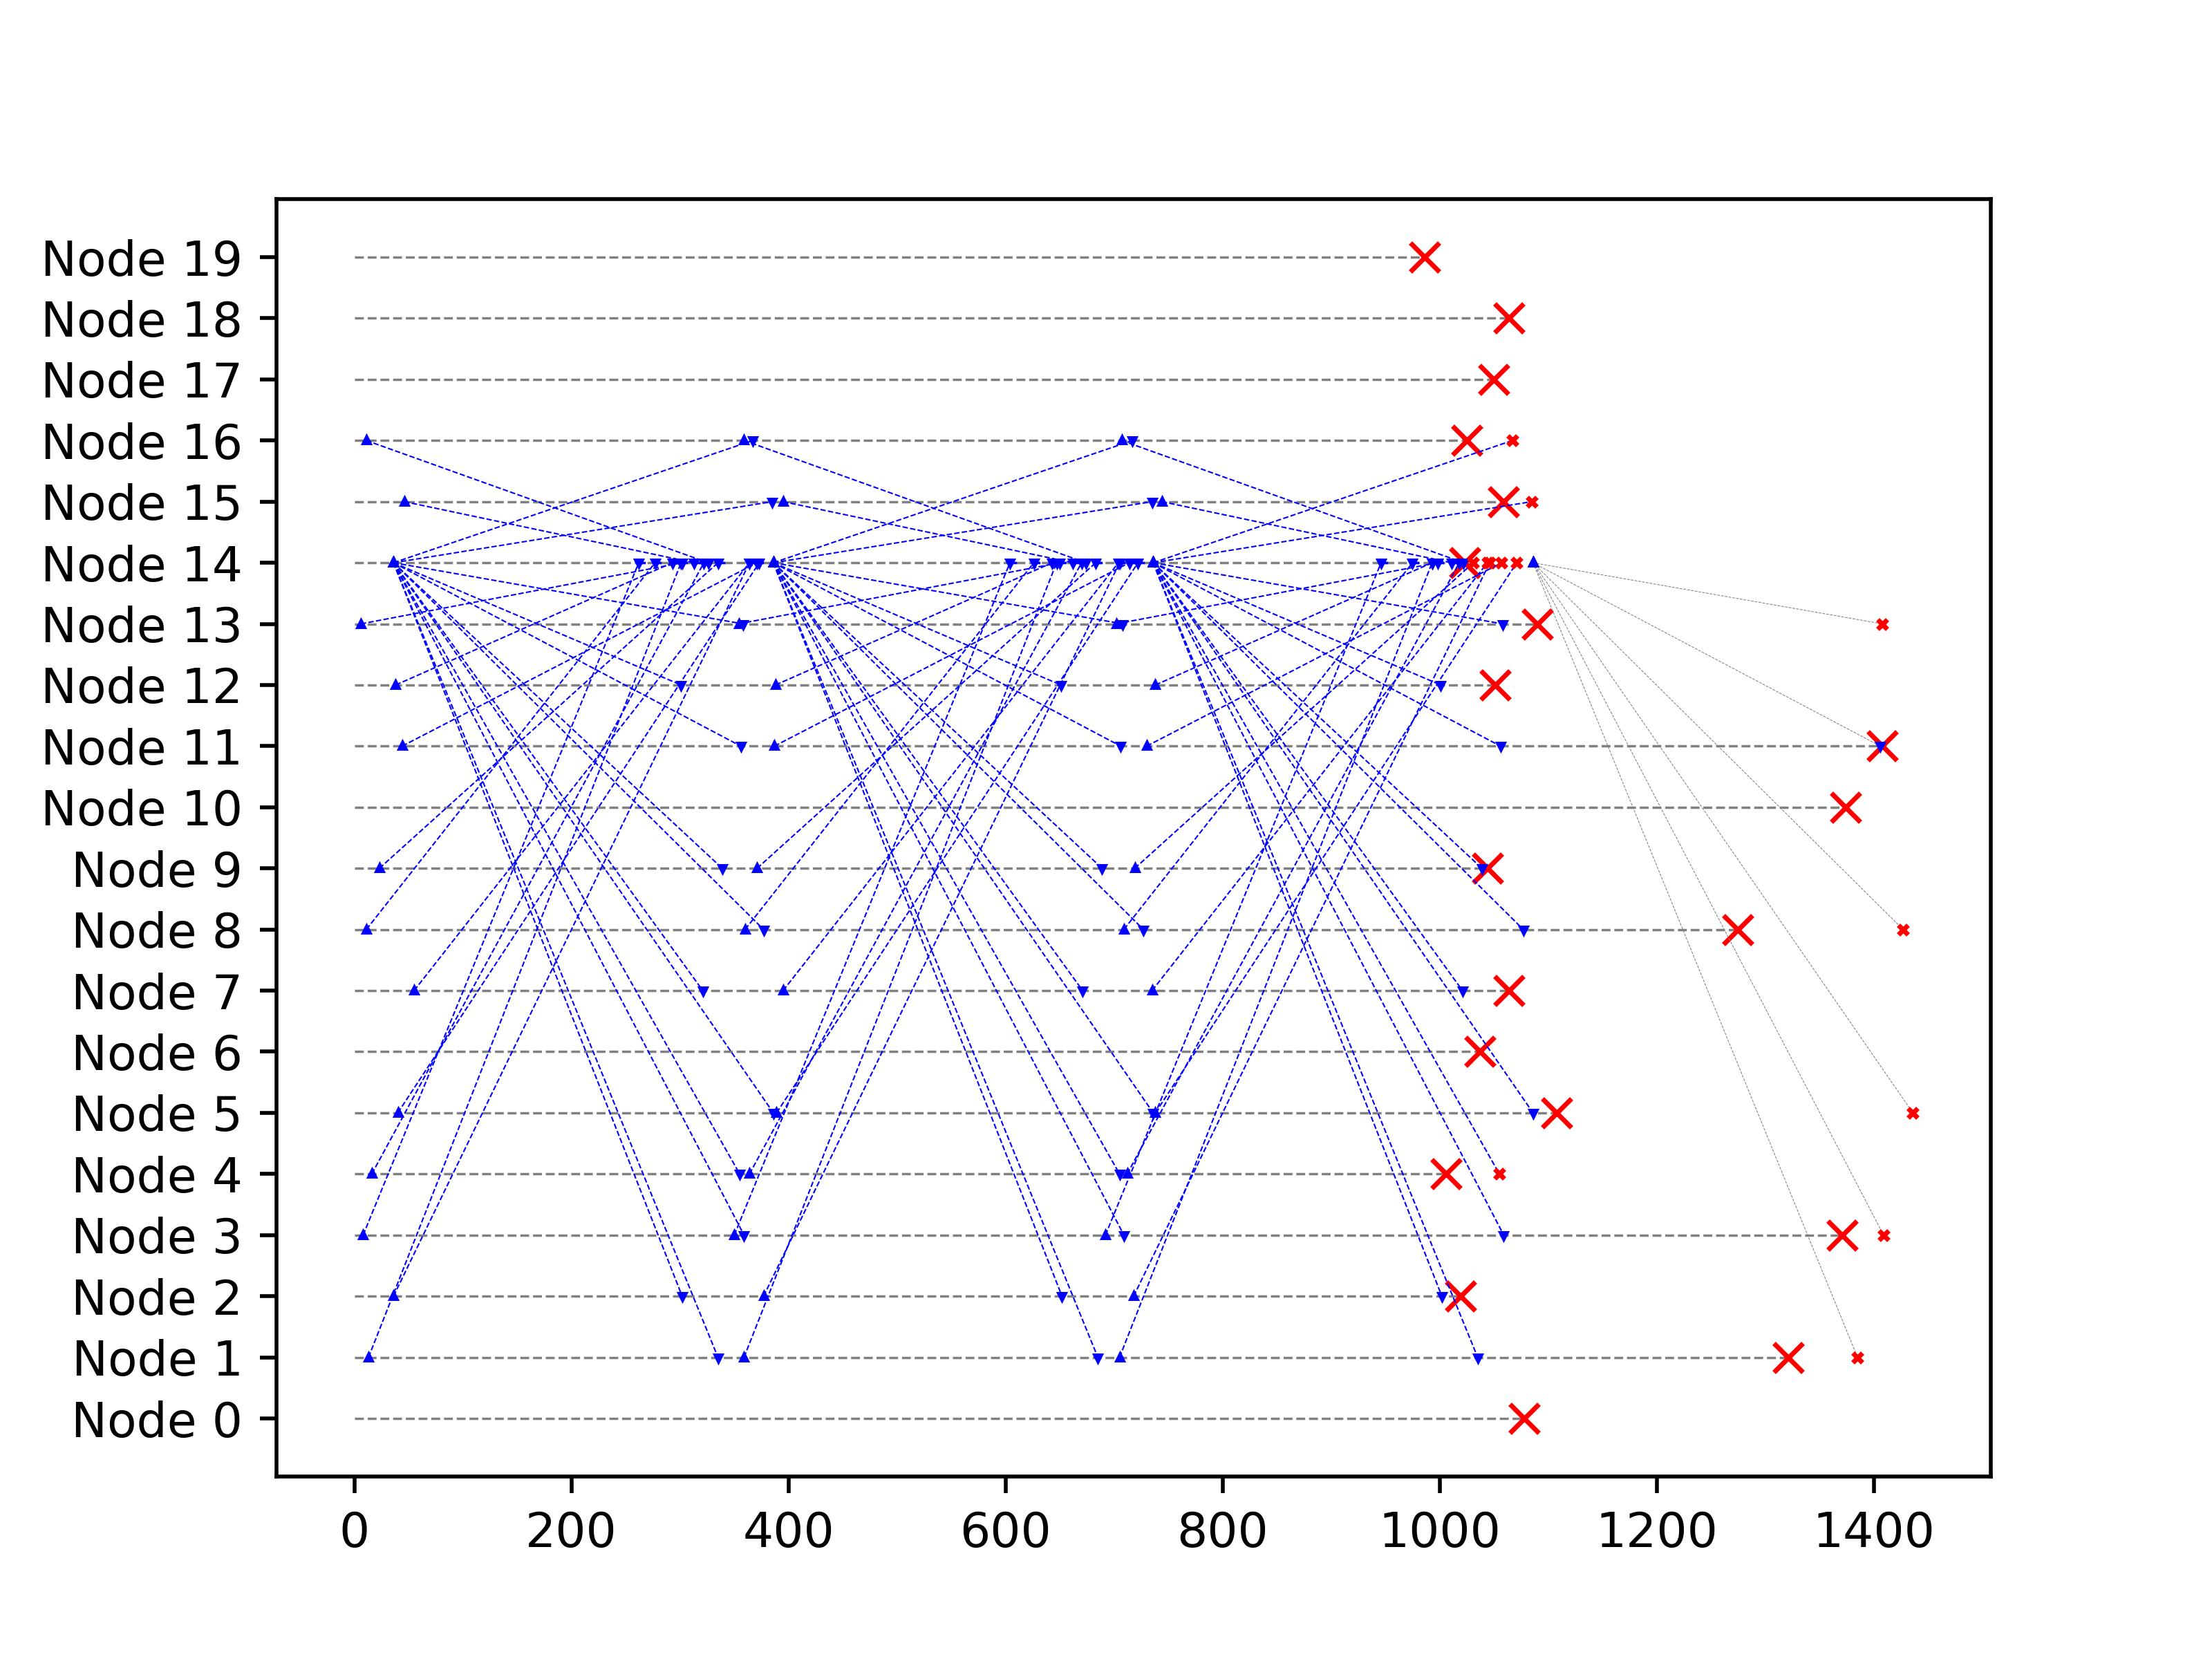 Node 19
Node 18
Node 17
Node 16
Node 15
Node 14
Node 13
Node 12
Node 11
Node 10
Node 9
Node 8
Node 7
Node 6
Node 5
Node 4
Node 3
Node 2
Node 1
Node 0
0 200 400 600 800 1000 1200 1400